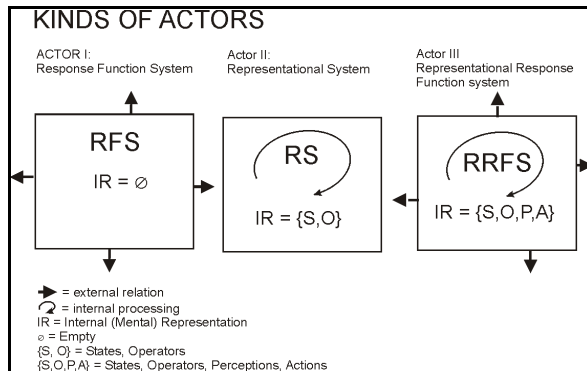 KINDS OF ACTORS
ACTOR I:
Response Function System
Actor II:
Representational System
Actor III
Representational Response
Function system
RFS
IR = ∅
RS
IR = {S,O}
RRFS
IR = {S,O,P,A}
= external relation
= internal processing
IR = Internal (Mental) Representation
∅ = Empty
{S, O} = States, Operators
{S,O,P,A} = States, Operators, Perceptions, Actions